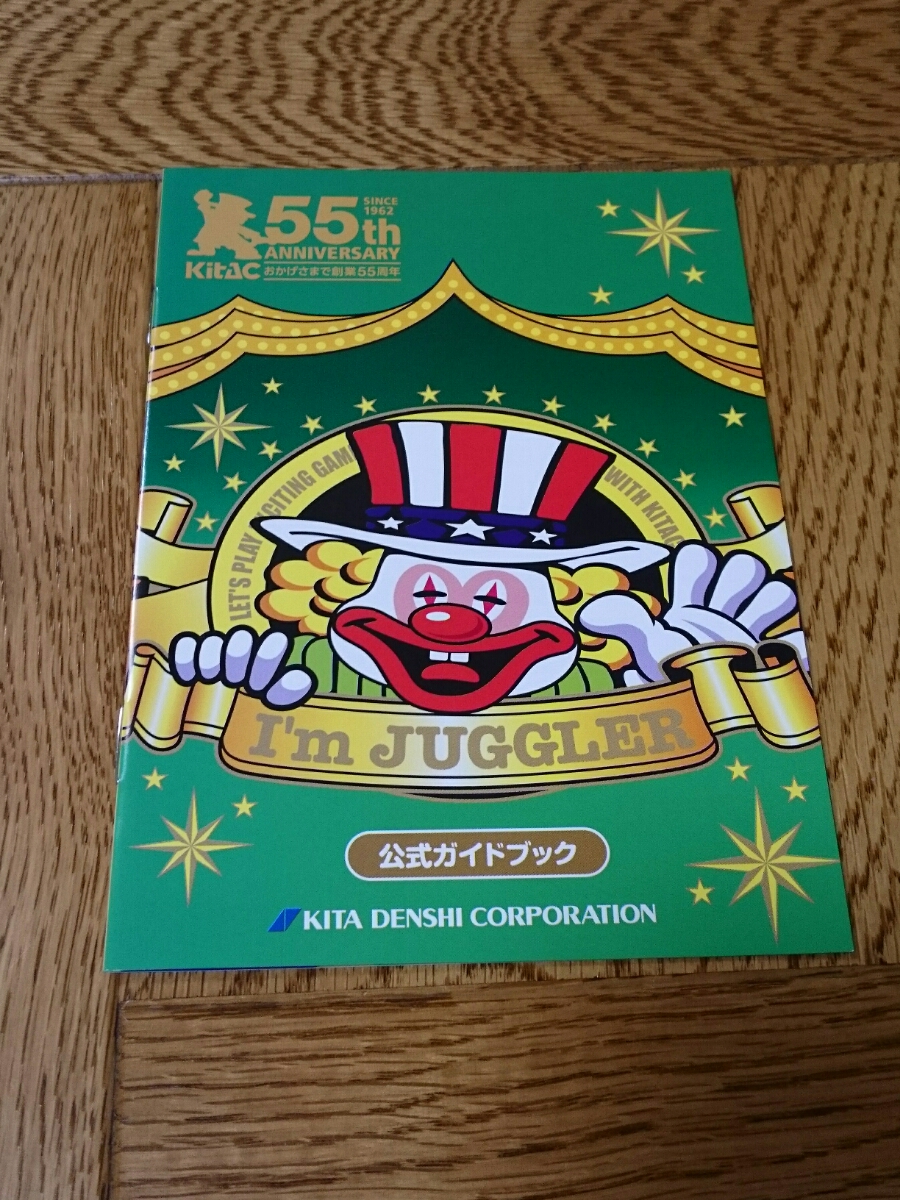 55th
SINCE
1962
ANNIVERSARY
KitAC
おかげさまで創業55周年
LET'S PLAY EXCITING GAM
WITH KITAC
I'm JUGGLER
公式ガイドブック
KITA DENSHI CORPORATION